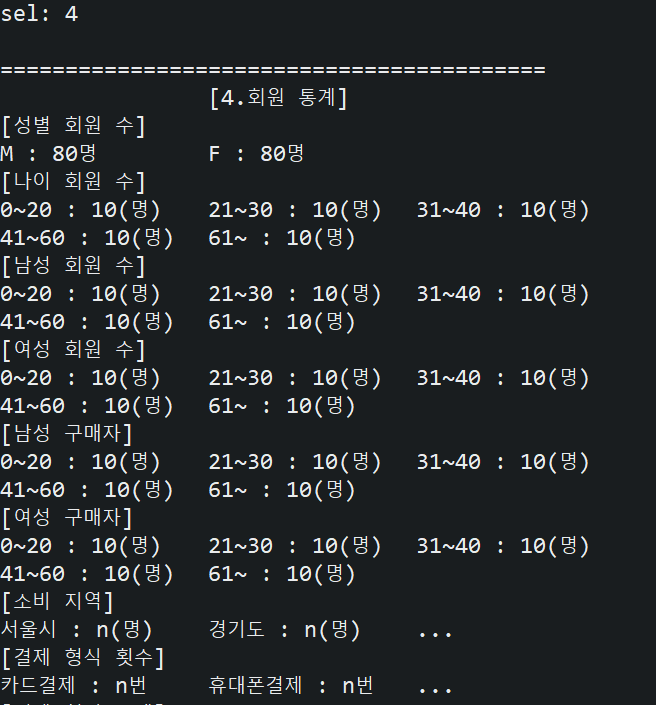 sel: 4
==========================================
[4.회원 통계]
[성별 회원 수]
M : 80명 F : 80명
[나이 회원 수]
0~20 : 10(명) 21~30 : 10(명) 31~40 : 10(명)
41~60 : 10(명) 61~ : 10(명)
[남성 회원 수]
0~20 : 10(명) 21~30 : 10(명) 31~40 : 10(명)
41~60 : 10(명) 61~ : 10(명)
[여성 회원 수]
0~20 : 10(명) 21~30 : 10(명) 31~40 : 10(명)
41~60 : 10(명) 61~ : 10(명)
[남성 구매자]
0~20 : 10(명) 21~30 : 10(명) 31~40 : 10(명)
41~60 : 10(명) 61~ : 10(명)
[여성 구매자]
0~20 : 10(명) 21~30 : 10(명) 31~40 : 10(명)
41~60 : 10(명) 61~ : 10(명)
[소비 지역]
서울시 : n(명) 경기도 : n(명) ...
[결제 형식 횟수]
카드결제 : n번 휴대폰결제 : n번 ...